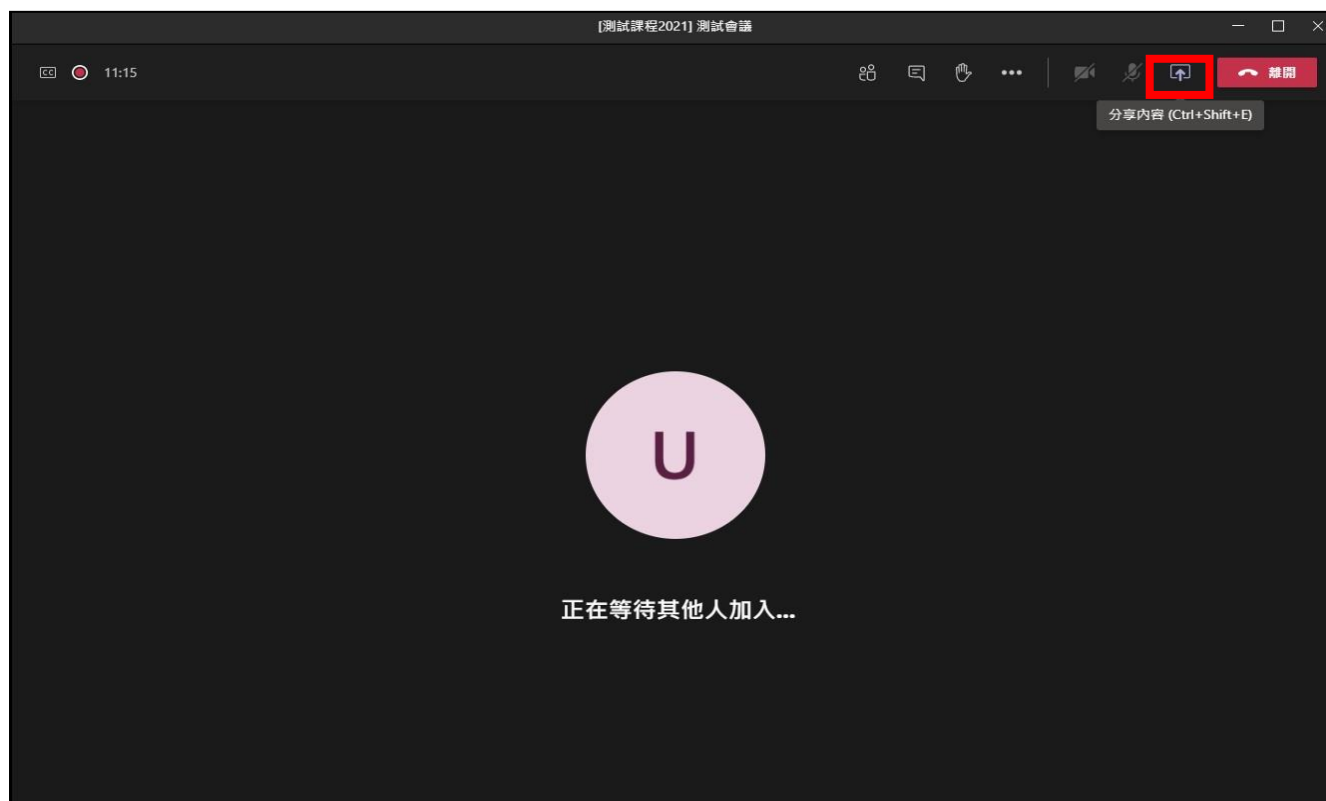 [測試課程2021] 測試會議
CC 11:15 離開
分享內容 (Ctrl+Shift+E)
U
正在等待其他人加入...